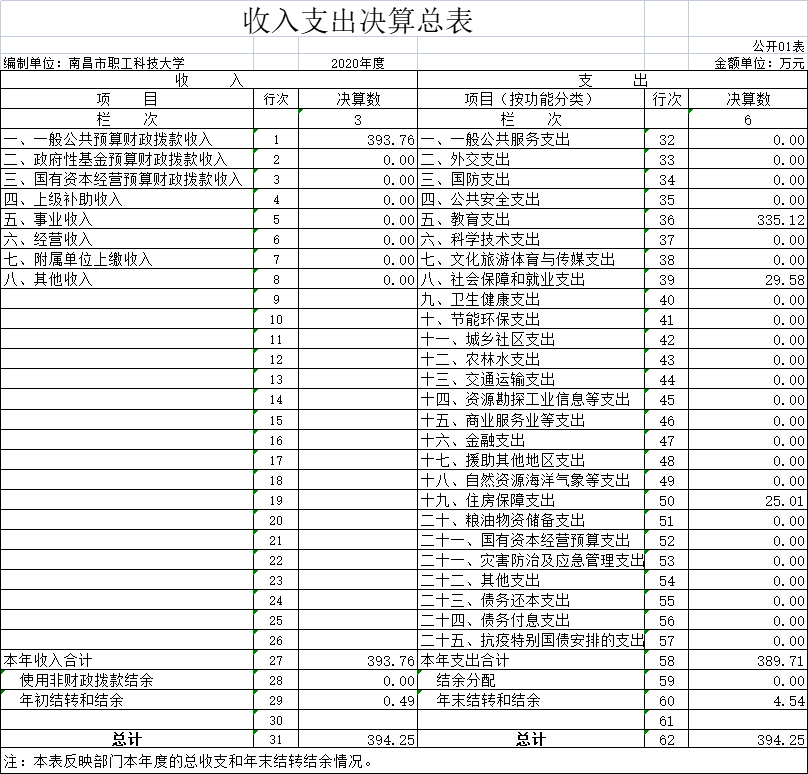 收入支出决算总表
公开01表
编制单位：南昌市职工科技大学 2020年度 金额单位：万元
收 入 支 出
项 目 行次 决算数 项目（按功能分类） 行次 决算数
栏 次 3 栏 次 6
一、一般公共预算财政拨款收入 1 393.76 一、一般公共服务支出 32 0.00
二、政府性基金预算财政拨款收入 2 0.00 二、外交支出 33 0.00
三、国有资本经营预算财政拨款收入 3 0.00 三、国防支出 34 0.00
四、上级补助收入 4 0.00 四、公共安全支出 35 0.00
五、事业收入 5 0.00 五、教育支出 36 335.12
六、经营收入 6 0.00 六、科学技术支出 37 0.00
七、附属单位上缴收入 7 0.00 七、文化旅游体育与传媒支出 38 0.00
八、其他收入 8 0.00 八、社会保障和就业支出 39 29.58
9 九、卫生健康支出 40 0.00
10 十、节能环保支出 41 0.00
11 十一、城乡社区支出 42 0.00
12 十二、农林水支出 43 0.00
13 十三、交通运输支出 44 0.00
14 十四、资源勘探工业信息等支出 45 0.00
15 十五、商业服务业等支出 46 0.00
16 十六、金融支出 47 0.00
17 十七、援助其他地区支出 48 0.00
18 十八、自然资源海洋气象等支出 49 0.00
19 十九、住房保障支出 50 25.01
20 二十、粮油物资储备支出 51 0.00
21 二十一、国有资本经营预算支出 52 0.00
22 二十一、灾害防治及应急管理支出 53 0.00
23 二十二、其他支出 54 0.00
24 二十三、债务还本支出 55 0.00
25 二十四、债务付息支出 56 0.00
26 二十五、抗疫特别国债安排的支出 57 0.00
本年收入合计 27 393.76 本年支出合计 58 389.71
使用非财政拨款结余 28 0.00 结余分配 59 0.00
年初结转和结余 29 0.49 年末结转和结余 60 4.54
30 61
总计 31 394.25 总计 62 394.25
注：本表反映部门本年度的总收支和年末结转结余情况。